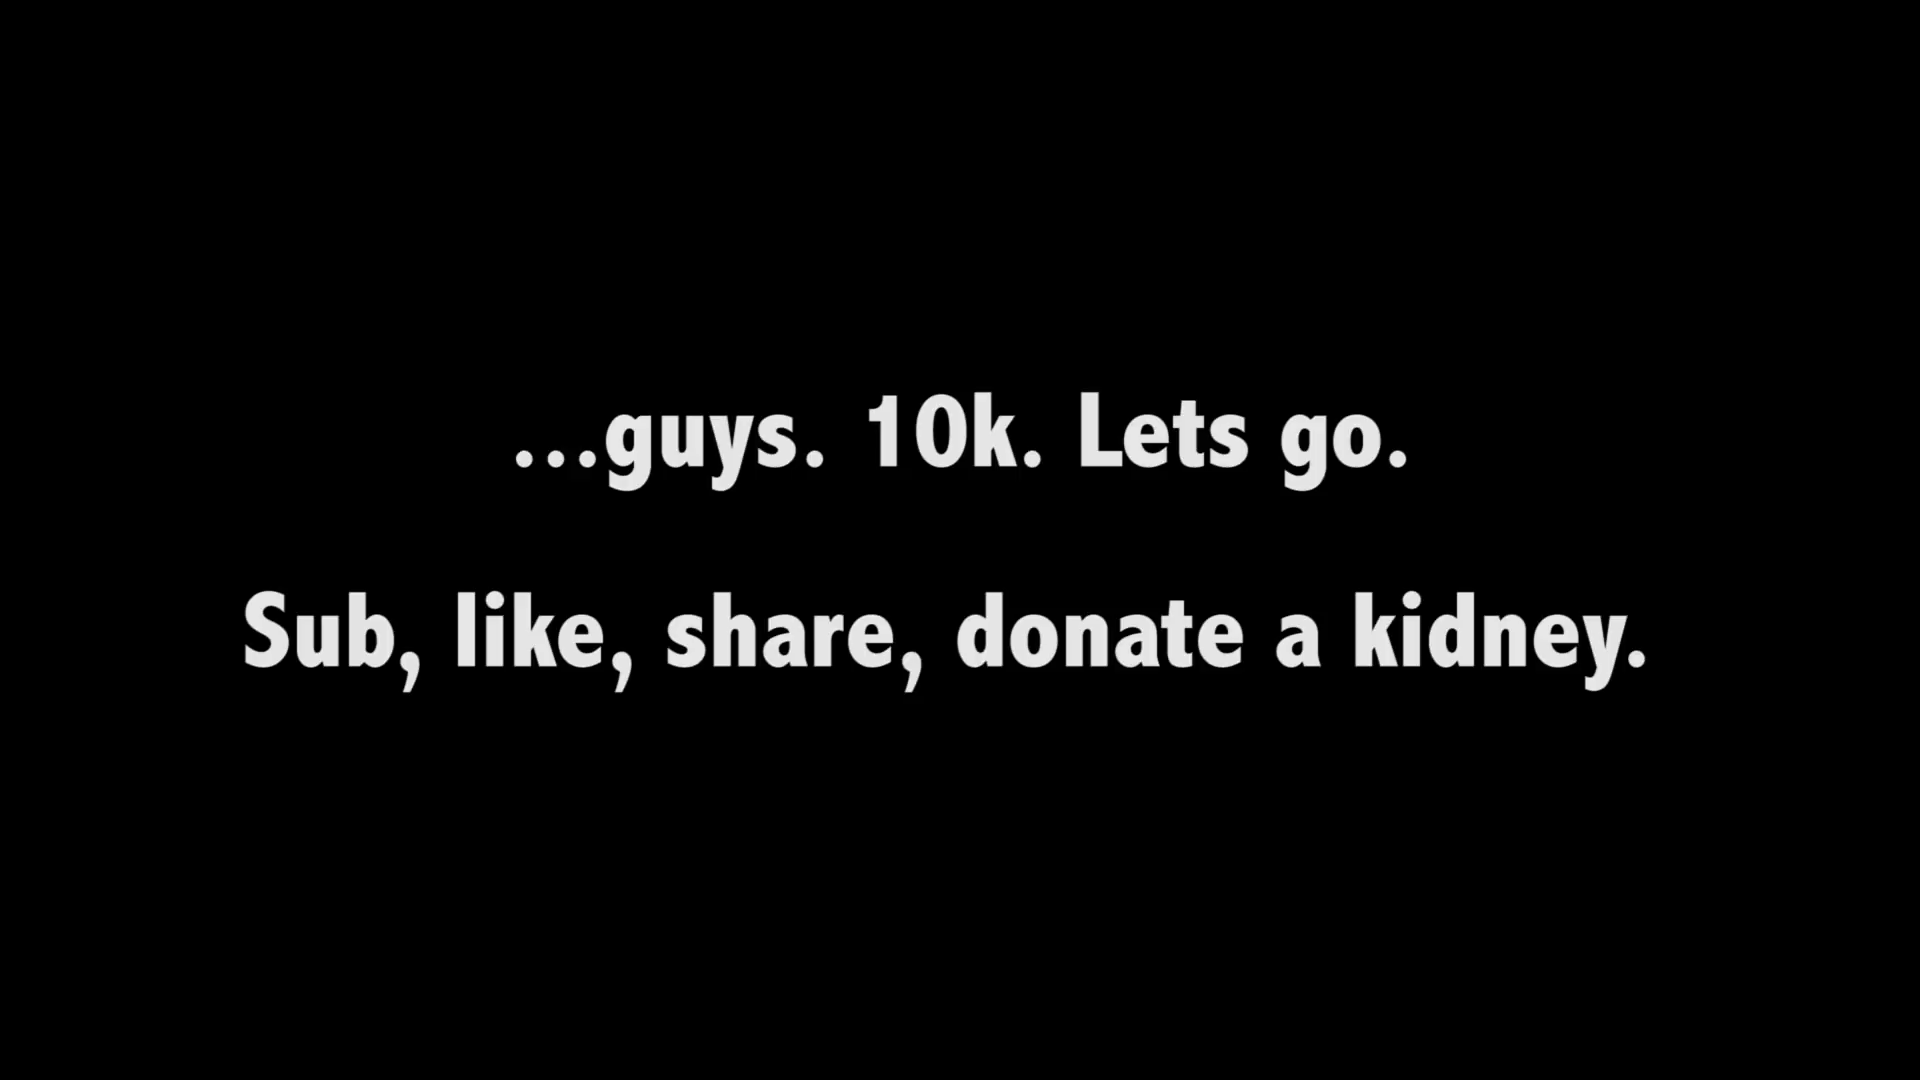 ...guys. 10k. Lets go.
Sub, like, share, donate a kidney.